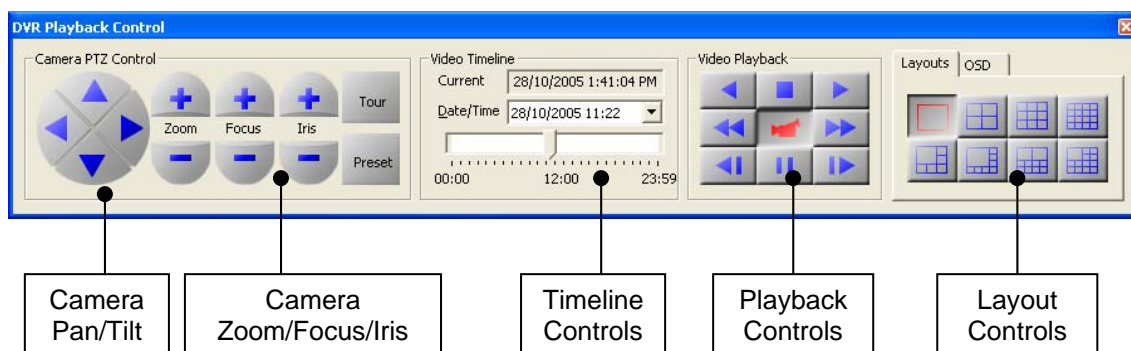 DVR Playback Control
Camera PTZ Control
Zoom
Focus
Iris
Tour
Preset
Video Timeline
Current 28/10/2005 1:41:04 PM
Date/Time 28/10/2005 11:22
00:00 12:00 23:59
Video Playback
Layouts OSD
Camera
Pan/Tilt
Camera
Zoom/Focus/Iris
Timeline
Controls
Playback
Controls
Layout
Controls